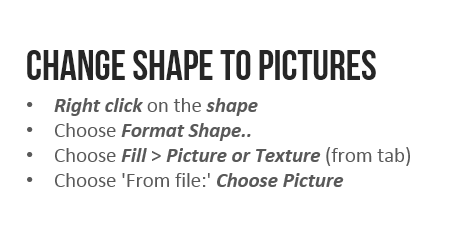 CHANGE SHAPE TO PICTURES
• Right click on the shape
• Choose Format Shape..
• Choose Fill > Picture or Texture (from tab)
• Choose 'From file:' Choose Picture